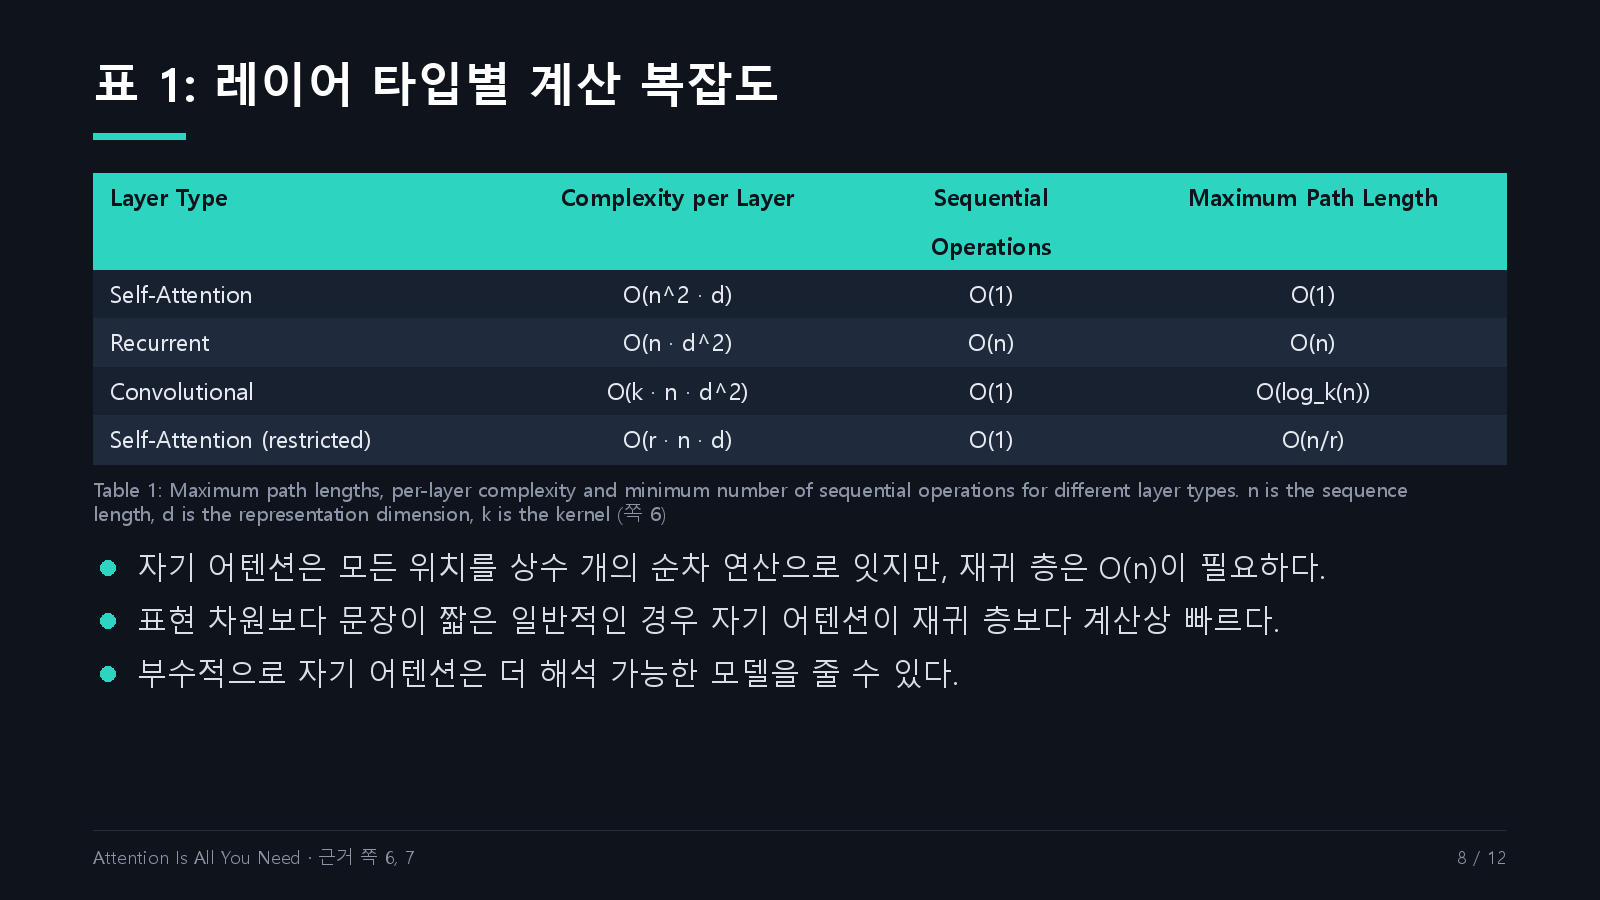 표 1: 레이어 타입별 계산 복잡도
Layer Type Complexity per Layer Sequential Operations Maximum Path Length
Self-Attention O(n^2 · d) O(1) O(1)
Recurrent O(n · d^2) O(n) O(n)
Convolutional O(k · n · d^2) O(1) O(log_k(n))
Self-Attention (restricted) O(r · n · d) O(1) O(n/r)
Table 1: Maximum path lengths, per-layer complexity and minimum number of sequential operations for different layer types. n is the sequence
length, d is the representation dimension, k is the kernel (쪽 6)
자기 어텐션은 모든 위치를 상수 개의 순차 연산으로 잇지만, 재귀 층은 O(n)이 필요하다.
표현 차원보다 문장이 짧은 일반적인 경우 자기 어텐션이 재귀 층보다 계산상 빠르다.
부수적으로 자기 어텐션은 더 해석 가능한 모델을 줄 수 있다.
Attention Is All You Need · 근거 쪽 6, 7
8 / 12